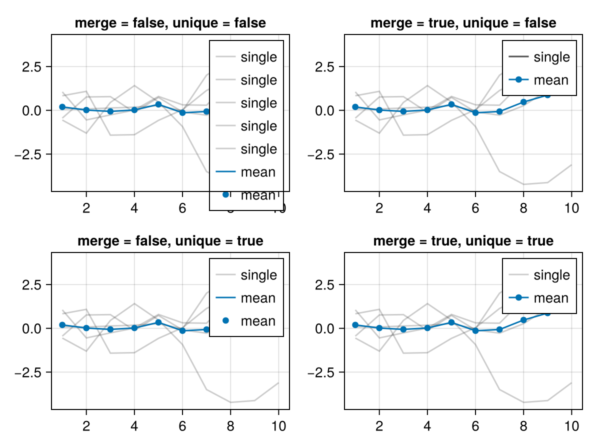 merge = false, unique = false
2.5
0.0
−2.5
2 4 6 8 10
single
single
single
single
single
mean
mean
merge = true, unique = false
2.5
0.0
−2.5
2 4 6 8 10
single
mean
merge = false, unique = true
2.5
0.0
−2.5
2 4 6 8 10
single
mean
mean
merge = true, unique = true
2.5
0.0
−2.5
2 4 6 8 10
single
mean